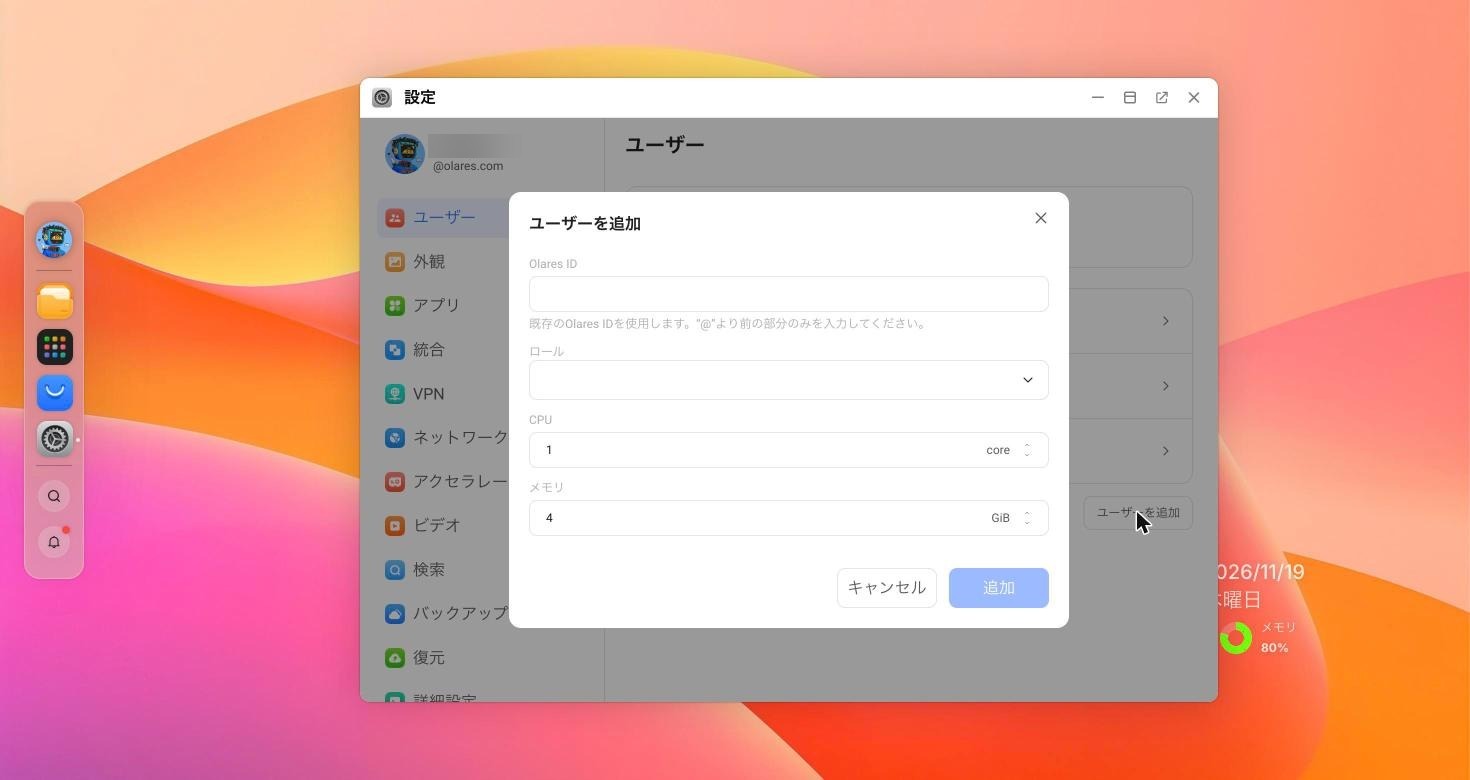 設定
@olares.com
ユーザー
外観
アプリ
統合
VPN
ネットワーク
アクセラレー
ビデオ
検索
バックアップ
復元
詳細設定
ユーザー
ユーザーを追加
ユーザーを追加
Olares ID
既存のOlares IDを使用します。“@”より前の部分のみを入力してください。
ロール
CPU
1
core
メモリ
4
GiB
キャンセル
追加
026/11/19
曜日
メモリ
80%